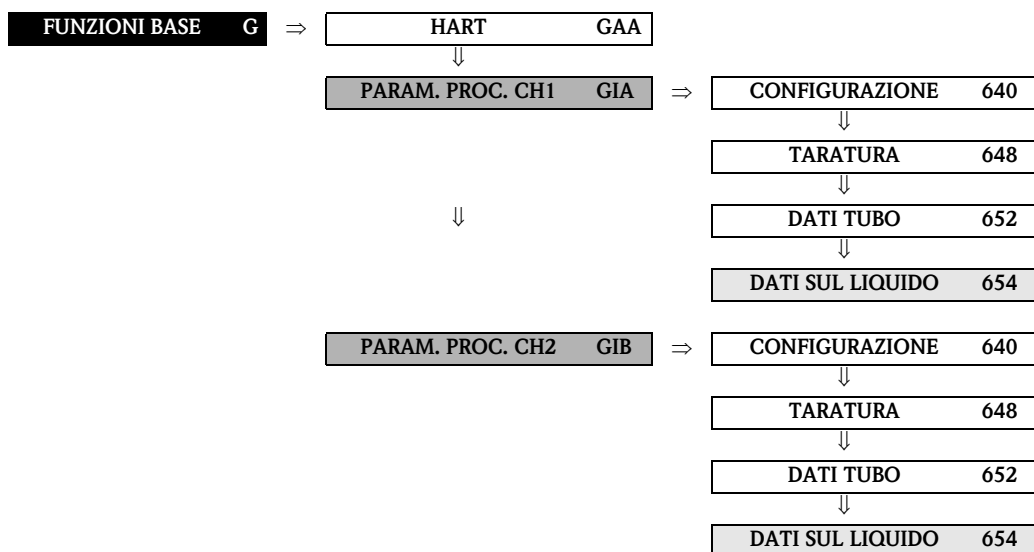 FUNZIONI BASE G ⇒ HART GAA
⇓
PARAM. PROC. CH1 GIA ⇒ CONFIGURAZIONE 640
⇓
TARATURA 648
⇓
⇓ DATI TUBO 652
⇓
DATI SUL LIQUIDO 654
PARAM. PROC. CH2 GIB ⇒ CONFIGURAZIONE 640
⇓
TARATURA 648
⇓
DATI TUBO 652
⇓
DATI SUL LIQUIDO 654